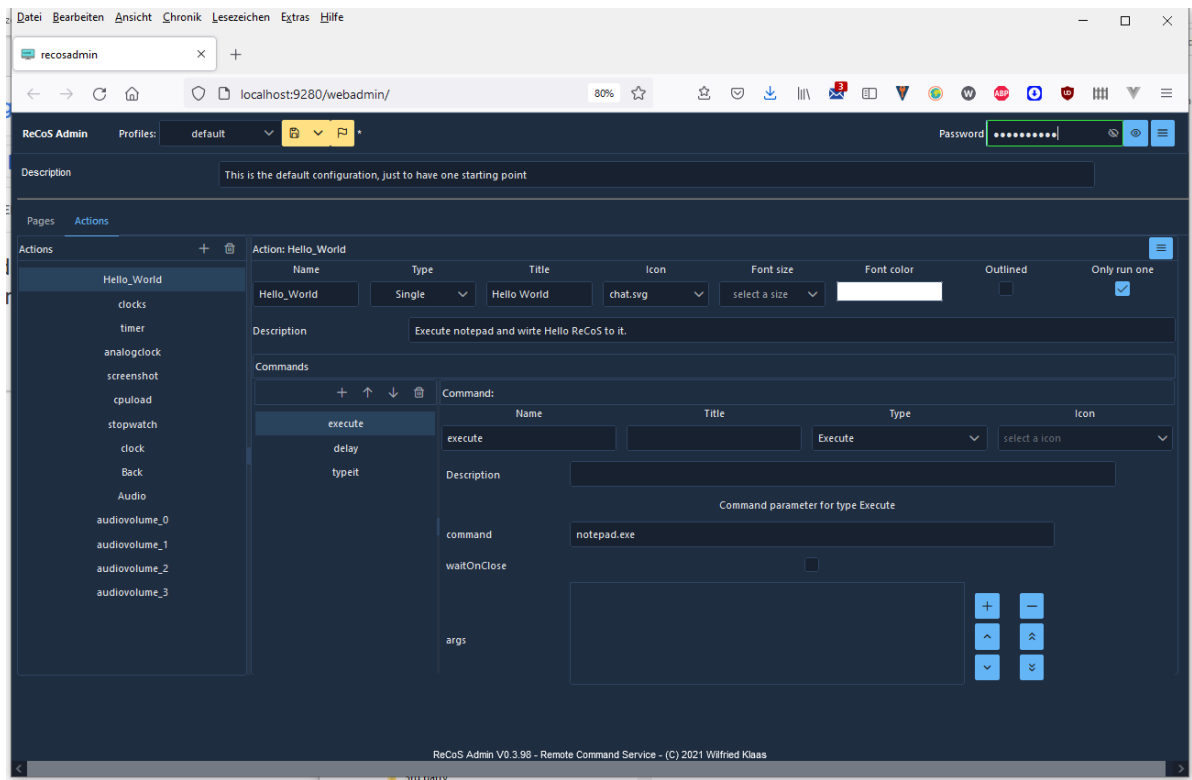 Datei Bearbeiten Ansicht Chronik Lesezeichen Extras Hilfe
recosadmin
localhost:9280/webadmin/
80%
3
ABP
ReCoS Admin Profiles: default * Password ••••••••••
Description This is the default configuration, just to have one starting point
Pages Actions
Actions
Hello_World
clocks
timer
analogclock
screenshot
cpuload
stopwatch
clock
Back
Audio
audiovolume_0
audiovolume_1
audiovolume_2
audiovolume_3
Action: Hello_World
Name Type Title Icon Font size Font color Outlined Only run one
Hello_World Single Hello World chat.svg select a size
Description Execute notepad and wirte Hello ReCoS to it.
Commands
execute
delay
typeit
Command:
Name Title Type Icon
execute Execute select a icon
Description
Command parameter for type Execute
command notepad.exe
waitOnClose
args
ReCoS Admin V0.3.98 - Remote Command Service - (C) 2021 Wilfried Klaas